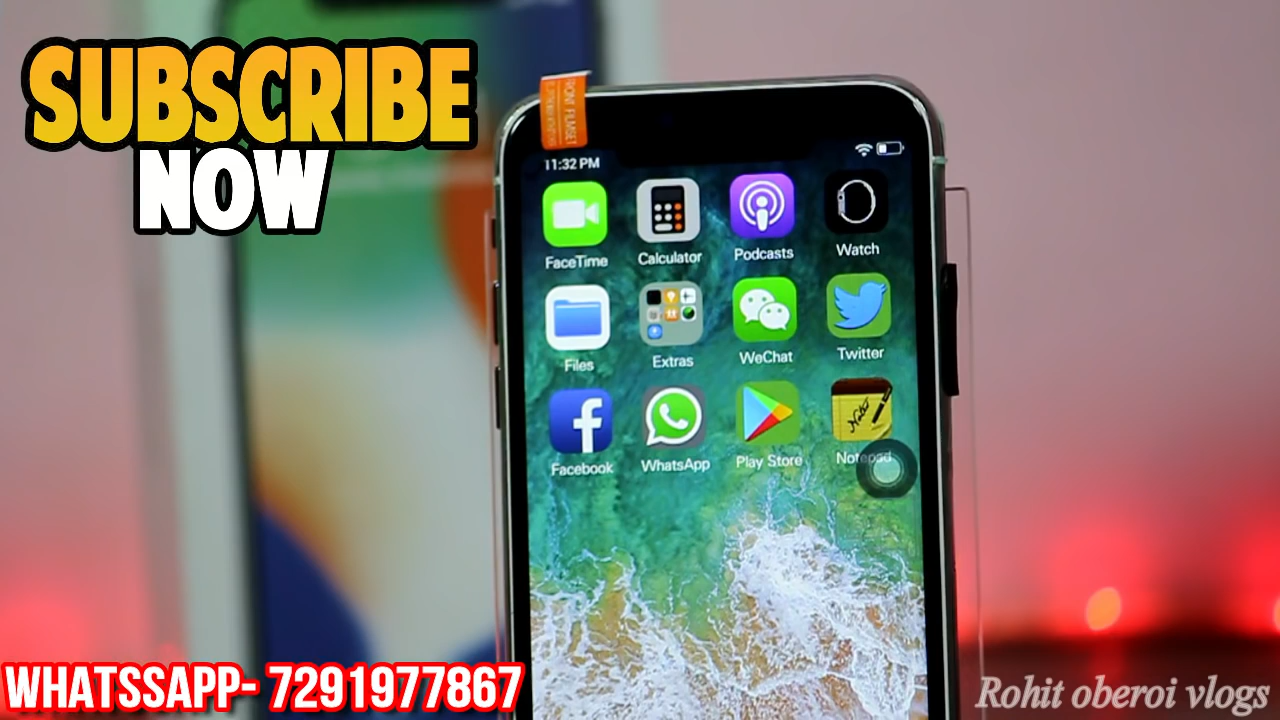 SUBSCRIBE
NOW
11:32 PM
FaceTime
Calculator
Podcasts
Watch
Files
Extras
WeChat
Twitter
Facebook
WhatsApp
Play Store
Notepad
WHATSSAPP- 7291977867
Rohit oberoi vlogs